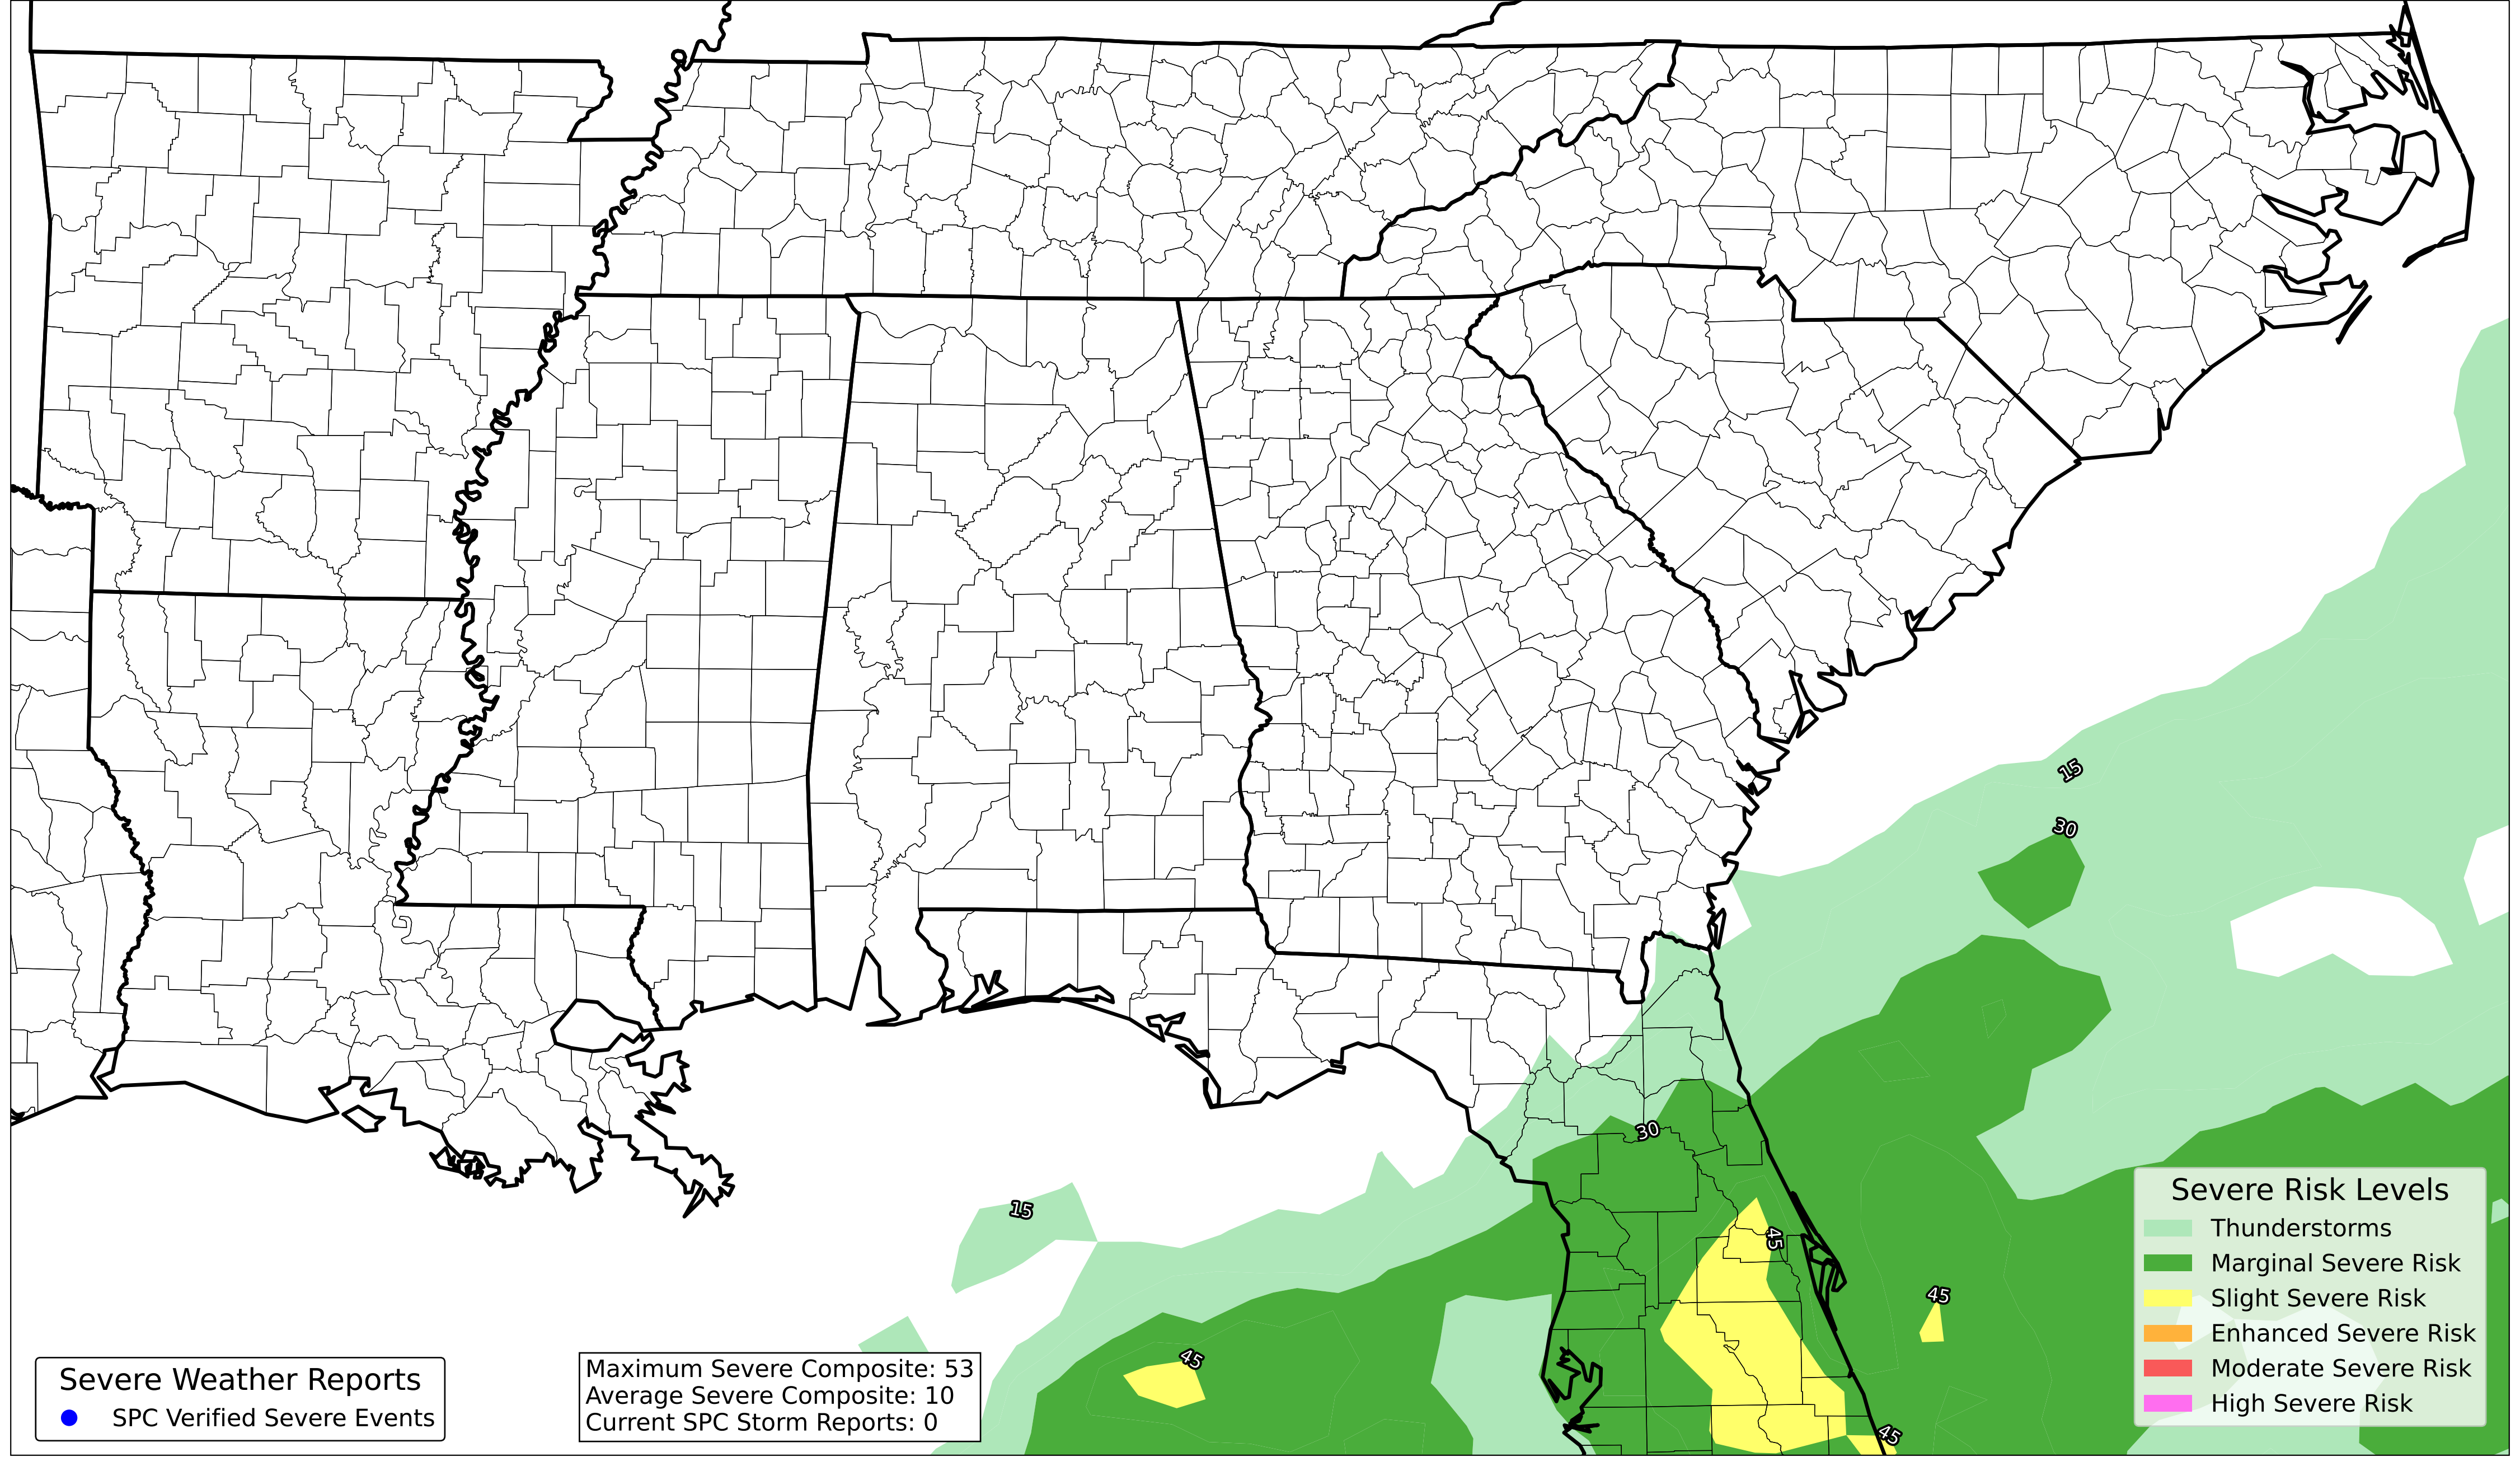 15
30
30
15
45
45
45
45
Severe Risk Levels
Thunderstorms
Marginal Severe Risk
Slight Severe Risk
Enhanced Severe Risk
Moderate Severe Risk
High Severe Risk
Severe Weather Reports
SPC Verified Severe Events
Maximum Severe Composite: 53
Average Severe Composite: 10
Current SPC Storm Reports: 0